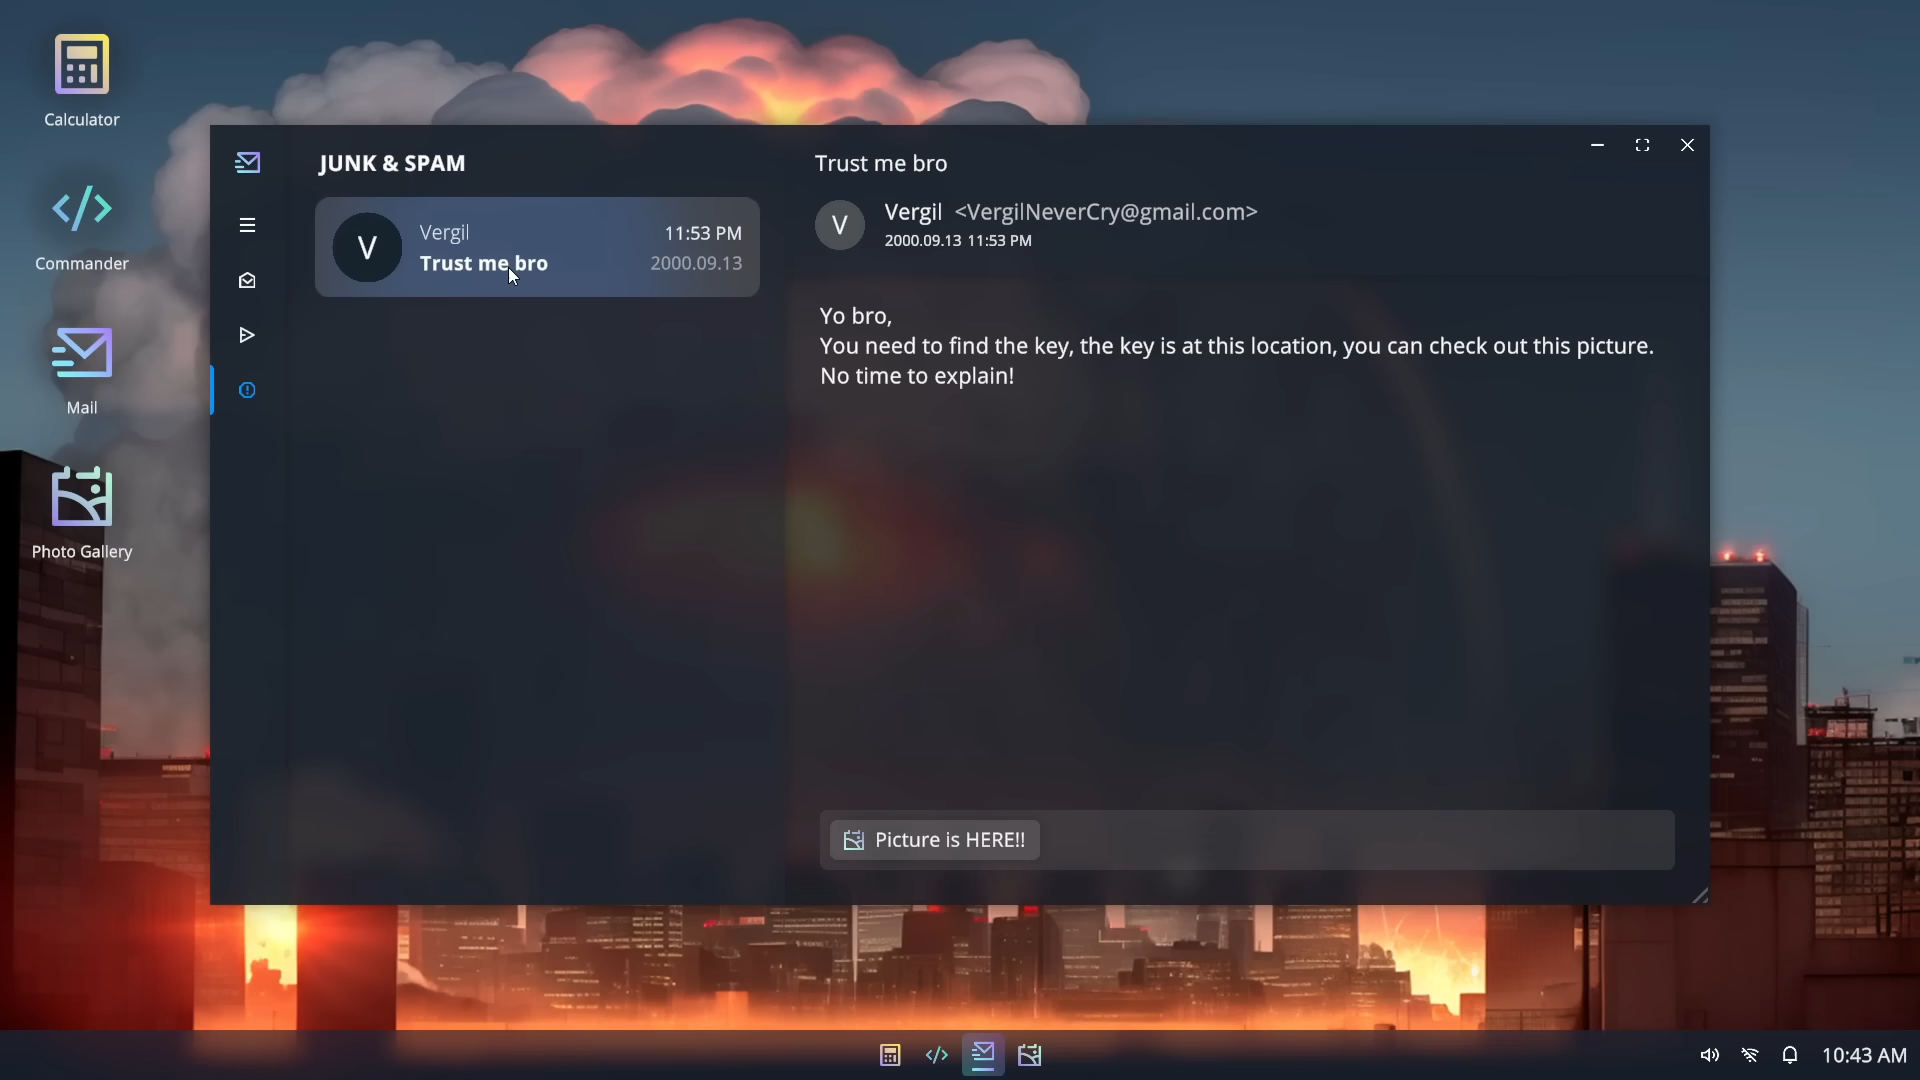 Calculator
Commander
Mail
Photo Gallery
JUNK & SPAM
V
Vergil
11:53 PM
Trust me bro
2000.09.13
Trust me bro
V
Vergil <VergilNeverCry@gmail.com>
2000.09.13 11:53 PM
Yo bro,
You need to find the key, the key is at this location, you can check out this picture.
No time to explain!
Picture is HERE!!
10:43 AM